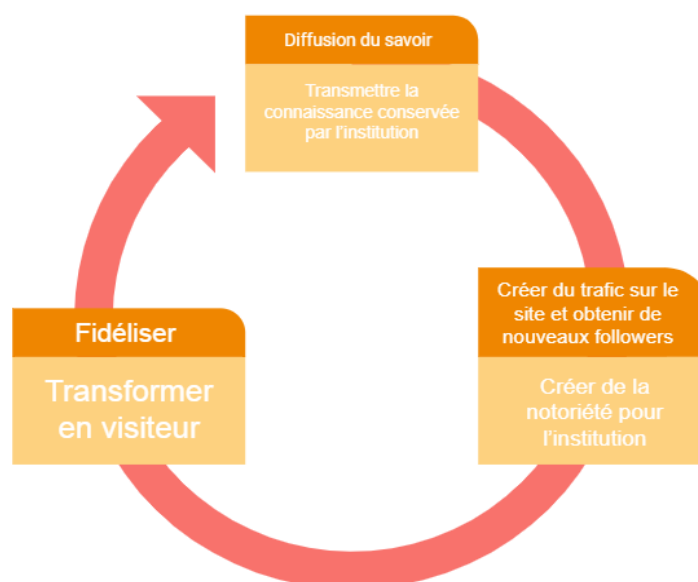 Diffusion du savoir
Transmettre la
connaissance conservée
par l'institution
Créer du trafic sur le
site et obtenir de
nouveaux followers
Créer de la
notoriété pour
l'institution
Fidéliser
Transformer
en visiteur